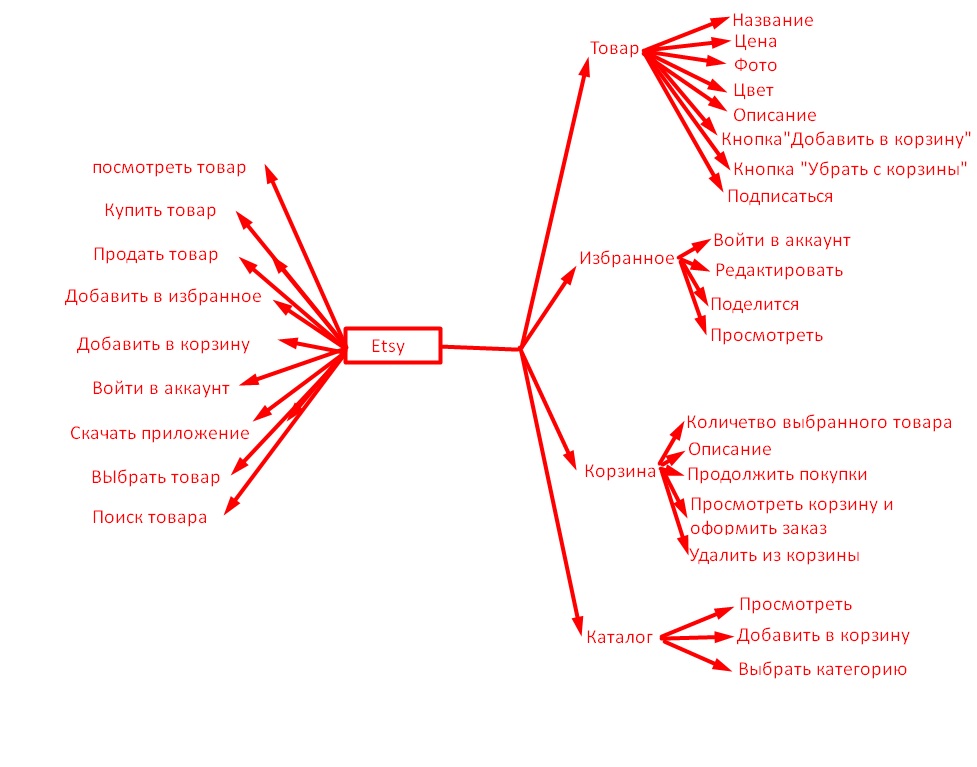 посмотреть товар
Купить товар
Продать товар
Добавить в избранное
Добавить в корзину
Войти в аккаунт
Скачать приложение
ВЫбрать товар
Поиск товара
Etsy
Товар
Название
Цена
Фото
Цвет
Описание
Кнопка"Добавить в корзину"
Кнопка "Убрать с корзины"
Подписаться
Избранное
Войти в аккаунт
Редактировать
Поделится
Просмотреть
Корзина
Количетво выбранного товара
Описание
Продолжить покупки
Просмотреть корзину и
оформить заказ
Удалить из корзины
Каталог
Просмотреть
Добавить в корзину
Выбрать категорию